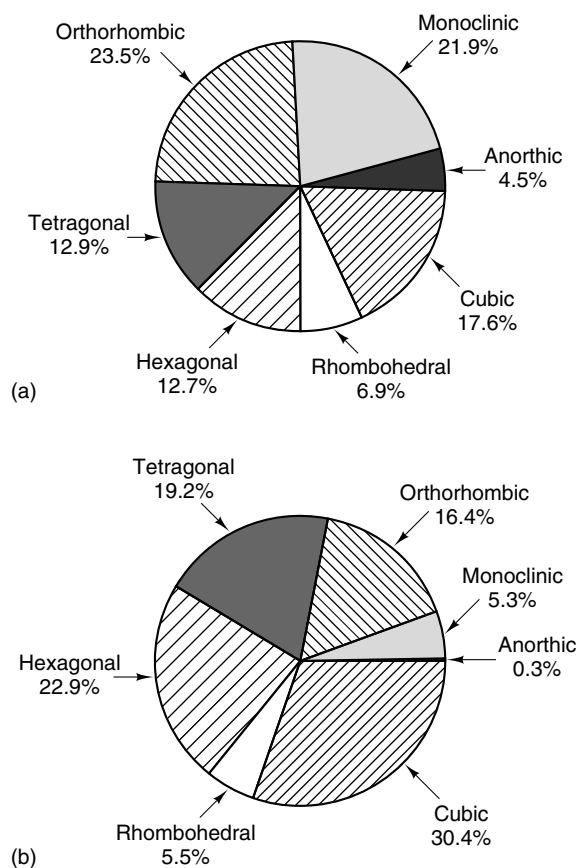 Orthorhombic
23.5%
Monoclinic
21.9%
Anorthic
4.5%
Tetragonal
12.9%
Cubic
17.6%
Hexagonal
12.7%
Rhombohedral
6.9%
(a)
Tetragonal
19.2%
Orthorhombic
16.4%
Monoclinic
5.3%
Anorthic
0.3%
Hexagonal
22.9%
Cubic
30.4%
Rhombohedral
5.5%
(b)